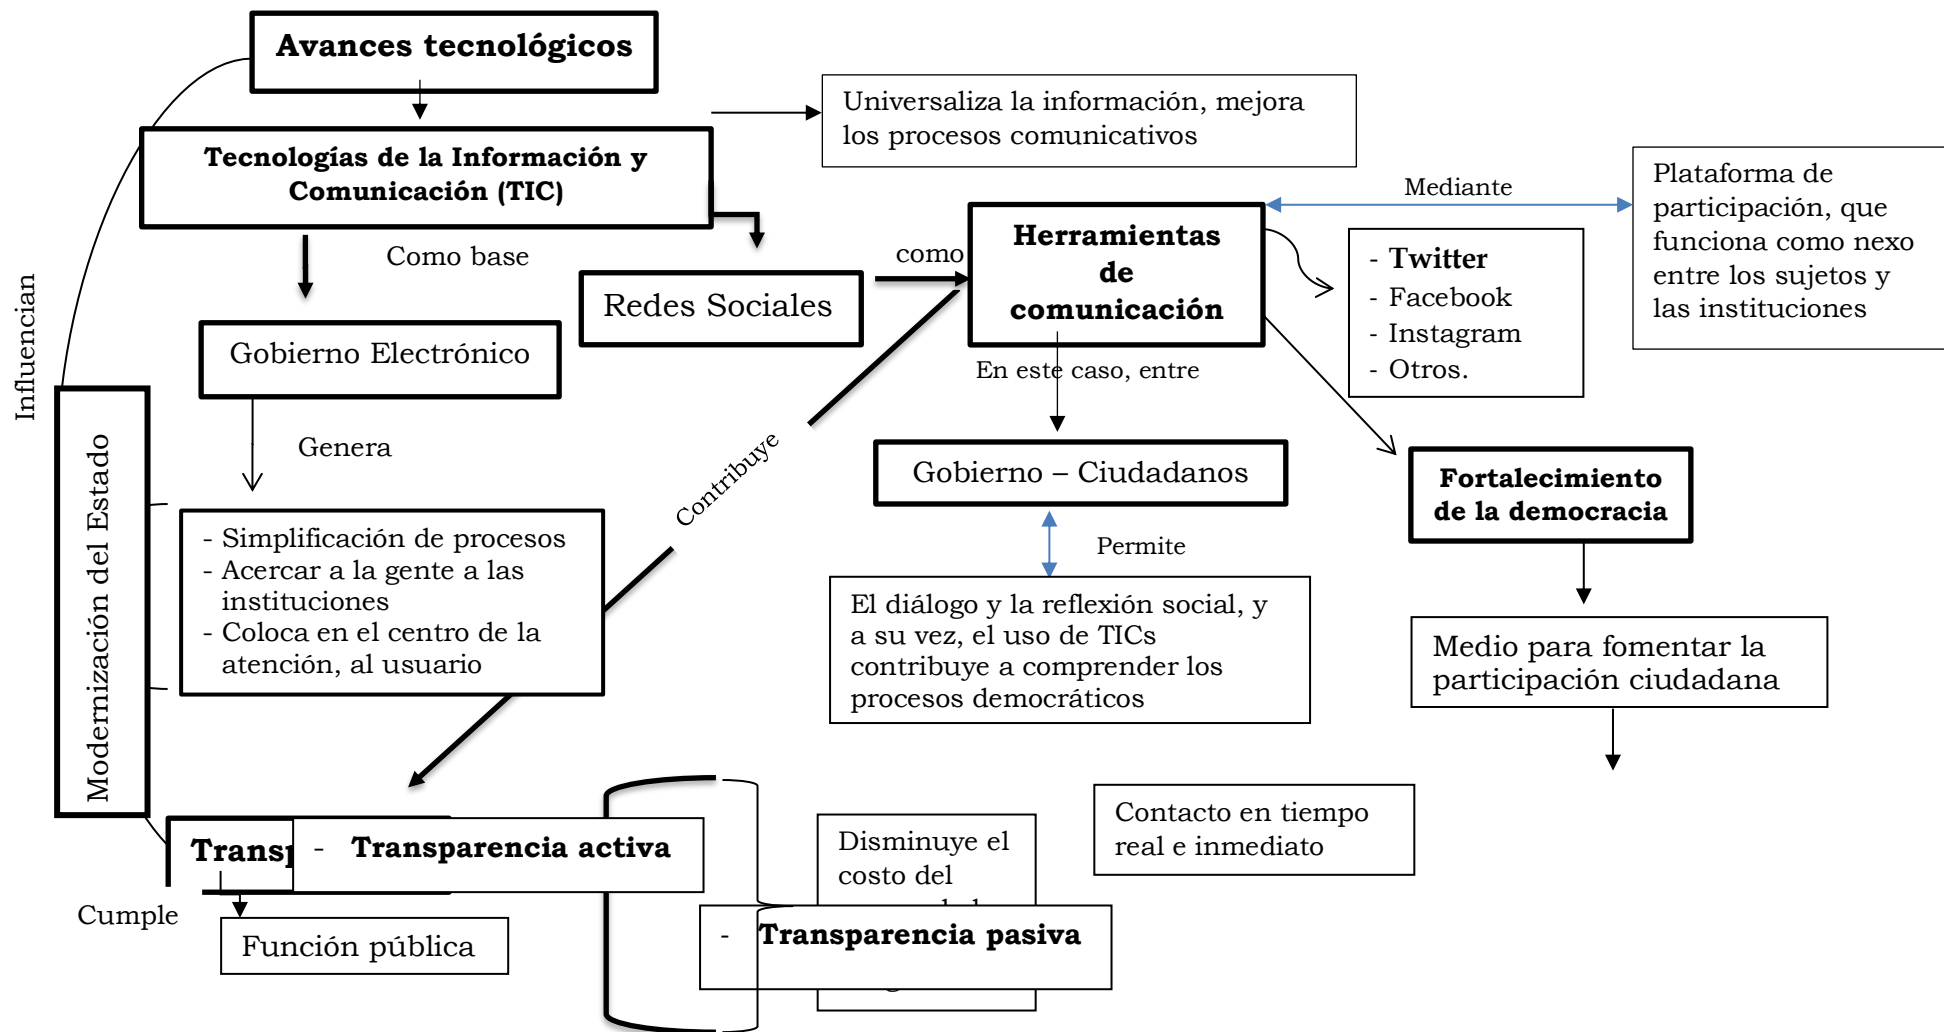 Avances tecnológicos
Universaliza la información, mejora
los procesos comunicativos
Tecnologías de la Información y
Comunicación (TIC)
Mediante
Plataforma de
participación, que
funciona como nexo
entre los sujetos y
las instituciones
Como base
Redes Sociales
como
Herramientas
de
comunicación
- Twitter
- Facebook
- Instagram
- Otros.
Influencian
Gobierno Electrónico
En este caso, entre
Genera
Contribuye
Gobierno – Ciudadanos
Fortalecimiento
de la democracia
Modernización del Estado
- Simplificación de procesos
- Acercar a la gente a las
instituciones
- Coloca en el centro de la
atención, al usuario
Permite
El diálogo y la reflexión social, y
a su vez, el uso de TICs
contribuye a comprender los
procesos democráticos
Medio para fomentar la
participación ciudadana
Contacto en tiempo
real e inmediato
- Transparencia activa
Disminuye el
costo del
Cumple
Función pública
- Transparencia pasiva